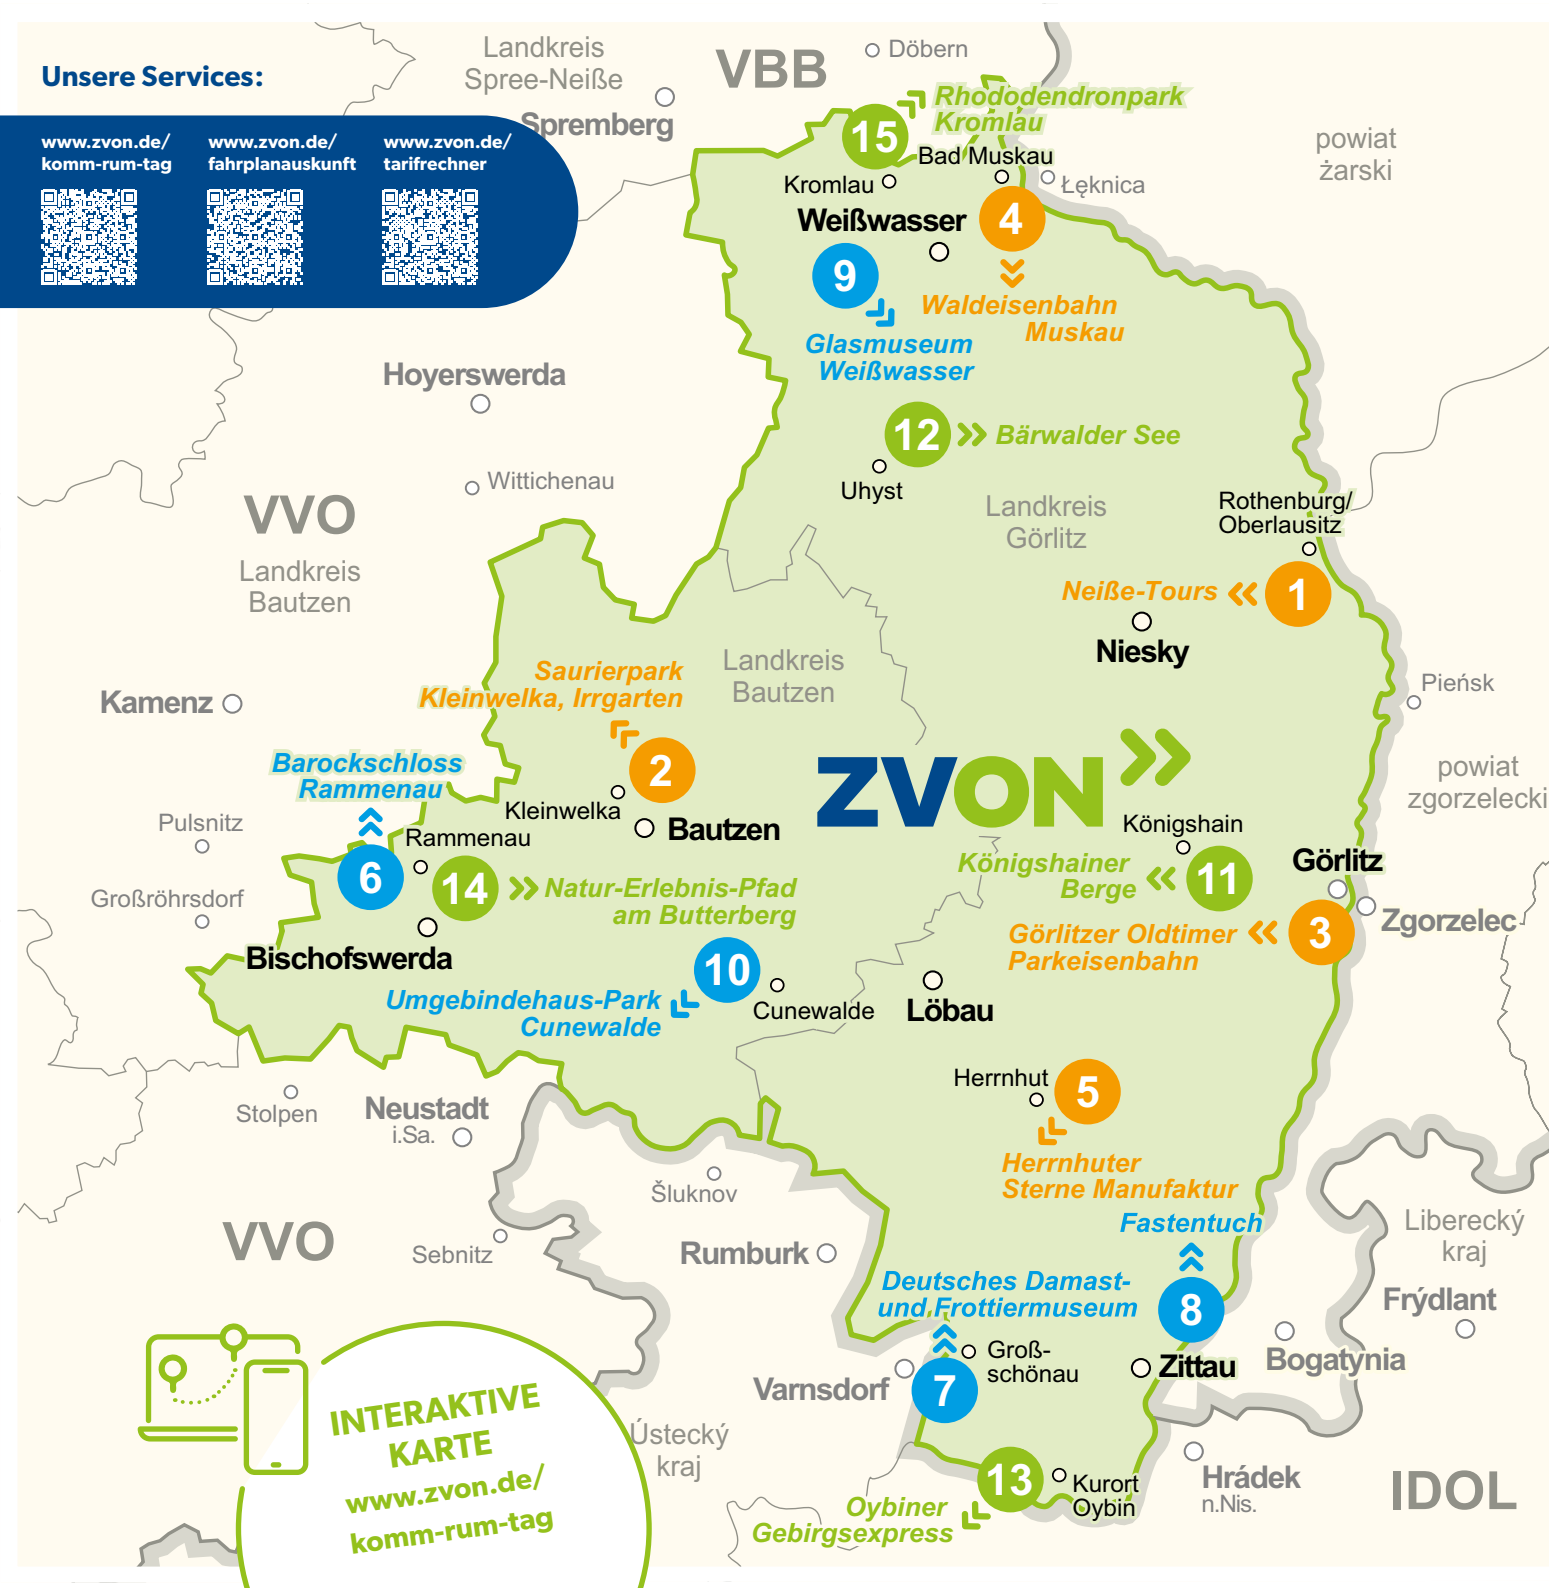 Unsere Services:
www.zvon.de/
komm-rum-tag
www.zvon.de/
fahrplanauskunft
www.zvon.de/
tarifrechner
Landkreis
Spree-Neiße
Spremberg
VBB
Döbern
15
Rhododendronpark
Kromlau
Bad Muskau
Kromlau
Łęknica
powiat
żarski
Weißwasser
4
9
Waldeisenbahn
Muskau
Glasmuseum
Weißwasser
Hoyerswerda
12
Bärwalder See
Uhyst
Wittichenau
VVO
Landkreis
Bautzen
Landkreis
Görlitz
Rothenburg/
Oberlausitz
Neiße-Tours
1
Niesky
Landkreis
Bautzen
Saurierpark
Kleinwelka, Irrgarten
2
Kleinwelka
Bautzen
Kamenz
Pieńsk
powiat
zgorzelecki
ZVON
Barockschloss
Rammenau
Pulsnitz
Rammenau
6
14
Natur-Erlebnis-Pfad
am Butterberg
Großröhrsdorf
Bischofswerda
Königshain
Königshainer
Berge
11
Görlitz
Zgorzelec
Görlitzer Oldtimer
Parkeisenbahn
3
10
Umgebindehaus-Park
Cunewalde
Cunewalde
Löbau
Herrnhut
5
Herrnhuter
Sterne Manufaktur
Stolpen
Neustadt
i.Sa.
Šluknov
VVO
Sebnitz
Rumburk
Fastentuch
8
Deutsches Damast-
und Frottiermuseum
Liberecký
kraj
Frýdlant
Bogatynia
Groß-
schönau
7
Zittau
Varnsdorf
Ústecký
kraj
Hrádek
n.Nis.
IDOL
13
Kurort
Oybin
Oybiner
Gebirgsexpress
INTERAKTIVE
KARTE
www.zvon.de/
komm-rum-tag